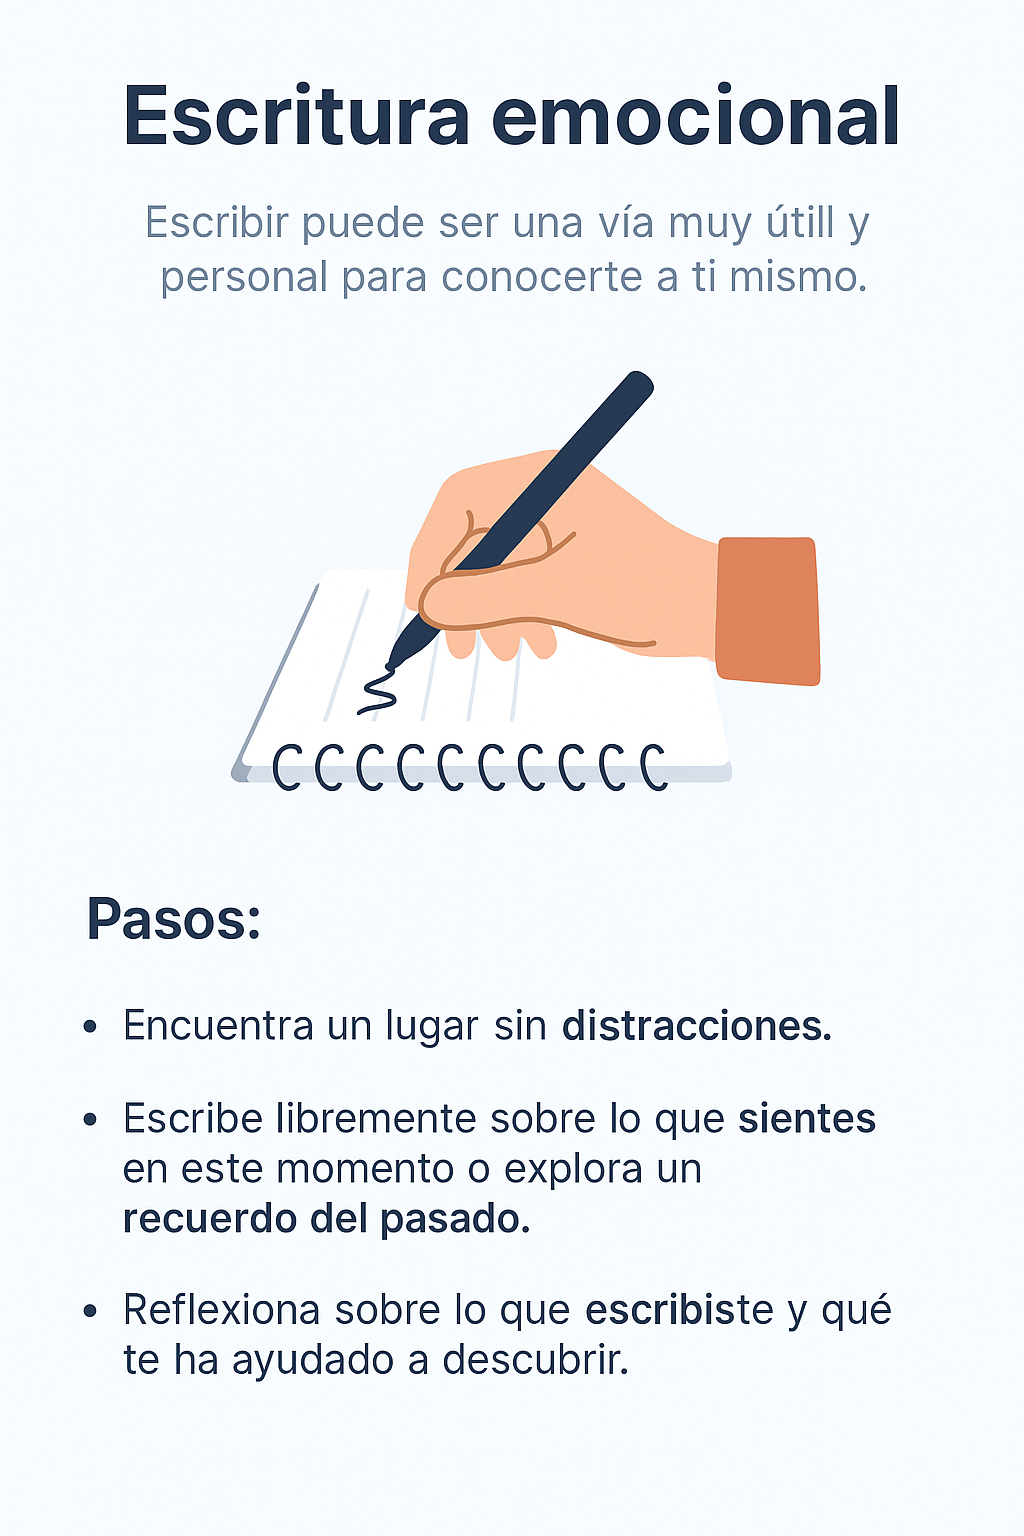 Escritura emocional
Escribir puede ser una vía muy útill y
personal para conocerte a ti mismo.
Pasos:
• Encuentra un lugar sin distracciones.
• Escribe libremente sobre lo que sientes
en este momento o explora un
recuerdo del pasado.
• Reflexiona sobre lo que escribiste y qué
te ha ayudado a descubrir.